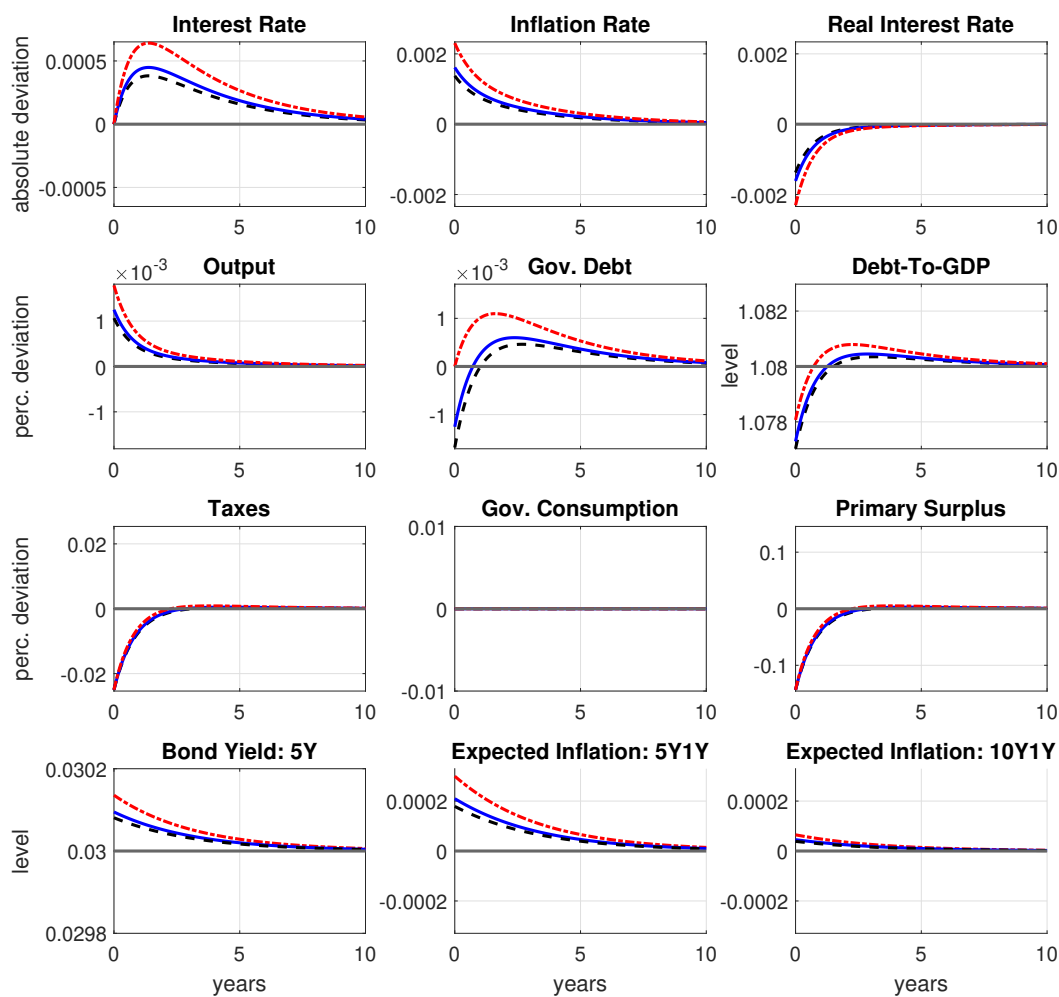 Interest Rate
Inflation Rate
Real Interest Rate
absolute deviation
0.0005
0
-0.0005
0 5 10
0.002
0
-0.002
0 5 10
0.002
0
-0.002
0 5 10
×10⁻³
Output
×10⁻³
Gov. Debt
Debt-To-GDP
perc. deviation
1
0
-1
0 5 10
1
0
-1
0 5 10
level
1.082
1.08
1.078
0 5 10
Taxes
Gov. Consumption
Primary Surplus
perc. deviation
0.02
0
-0.02
0 5 10
0.01
0
-0.01
0 5 10
0.1
0
-0.1
0 5 10
Bond Yield: 5Y
Expected Inflation: 5Y1Y
Expected Inflation: 10Y1Y
level
0.0302
0.03
0.0298
0 5 10
years
0.0002
0
-0.0002
0 5 10
years
0.0002
0
-0.0002
0 5 10
years